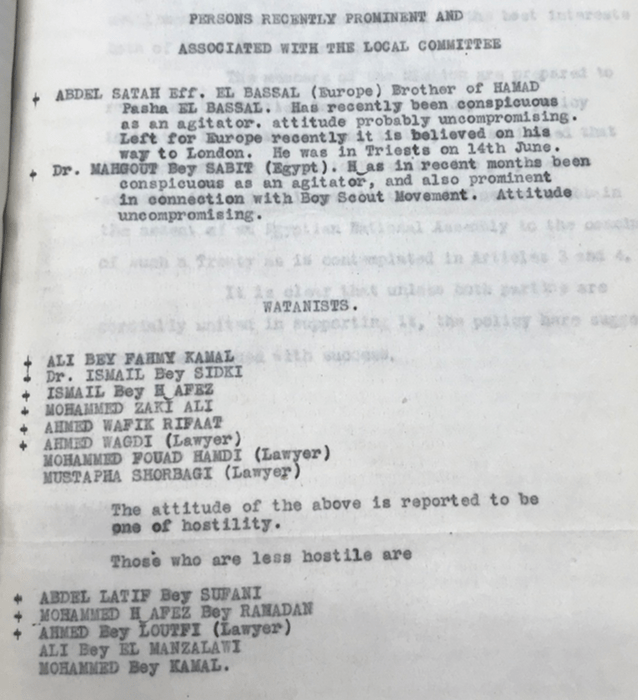 PERSONS RECENTLY PROMINENT AND
ASSOCIATED WITH THE LOCAL COMMITTEE
+ ABDEL SATAH Eff. EL BASSAL (Europe) Brother of HAMAD
Pasha EL BASSAL. Has recently been conspicuous
as an agitator. attitude probably uncompromising.
Left for Europe recently it is believed on his
way to London. He was in Triests on 14th June.
+ Dr. MAHGOUT Bey SABIT (Egypt). H_as in recent months been
conspicuous as an agitator, and also prominent
in connection with Boy Scout Movement. Attitude
uncompromising.
WATANISTS.
+ ALI BEY FAHMY KAMAL
+ Dr. ISMAIL Bey SIDKI
+ ISMAIL Bey H_AFEZ
+ MOHAMMED ZAKI ALI
+ AHMED WAFIK RIFAAT
+ AHMED WAGDI (Lawyer)
MOHAMMED FOUAD HAMDI (Lawyer)
MUSTAPHA SHORBAGI (Lawyer)
The attitude of the above is reported to be
one of hostility.
Those who are less hostile are
+ ABDEL LATIF Bey SUFANI
+ MOHAMMED H_AFEZ Bey RAMADAN
+ AHMED Bey LOUTFI (Lawyer)
ALI Bey EL MANZALAWI
MOHAMMED Bey KAMAL.